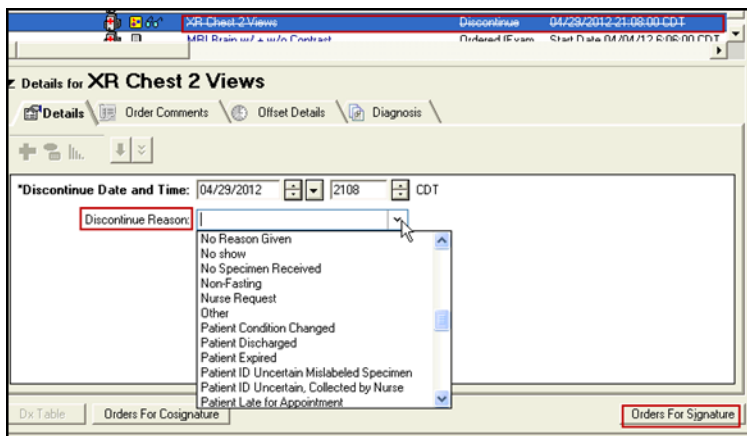 XR Chest 2 Views Discontinue 04/29/2012 21:08:00 CDT
MRI Brain w/ + w/o Contrast Ordered (Exam Start Date 04/04/12 6:06:00 CDT
Details for XR Chest 2 Views
Details Order Comments Offset Details Diagnosis
*Discontinue Date and Time: 04/29/2012 2108 CDT
Discontinue Reason:
No Reason Given
No show
No Specimen Received
Non-Fasting
Nurse Request
Other
Patient Condition Changed
Patient Discharged
Patient Expired
Patient ID Uncertain Mislabeled Specimen
Patient ID Uncertain, Collected by Nurse
Patient Late for Appointment
Dx Table Orders For Cosignature Orders For Signature